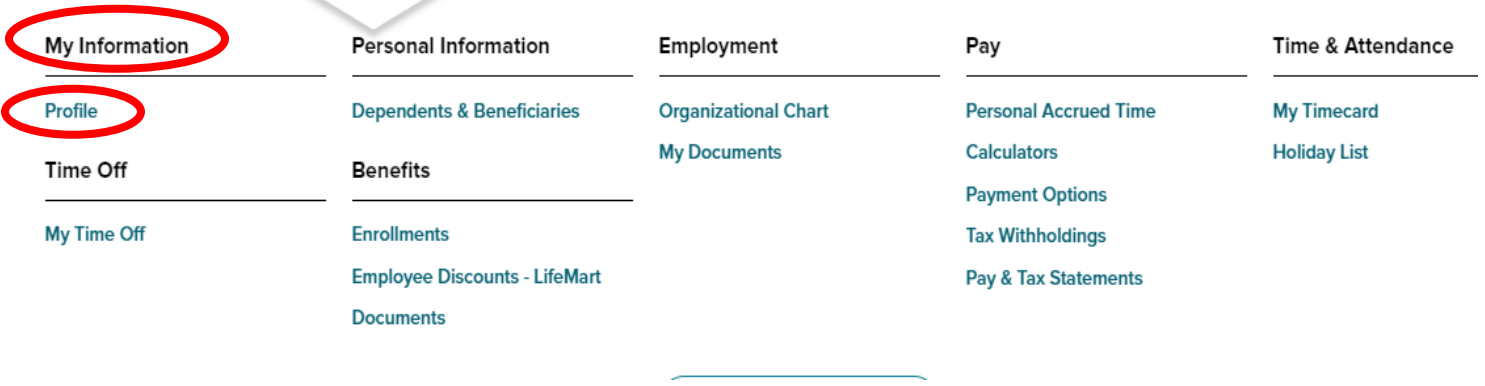 My Information
Profile
Time Off
My Time Off
Personal Information
Dependents & Beneficiaries
Benefits
Enrollments
Employee Discounts - LifeMart
Documents
Employment
Organizational Chart
My Documents
Pay
Personal Accrued Time
Calculators
Payment Options
Tax Withholdings
Pay & Tax Statements
Time & Attendance
My Timecard
Holiday List